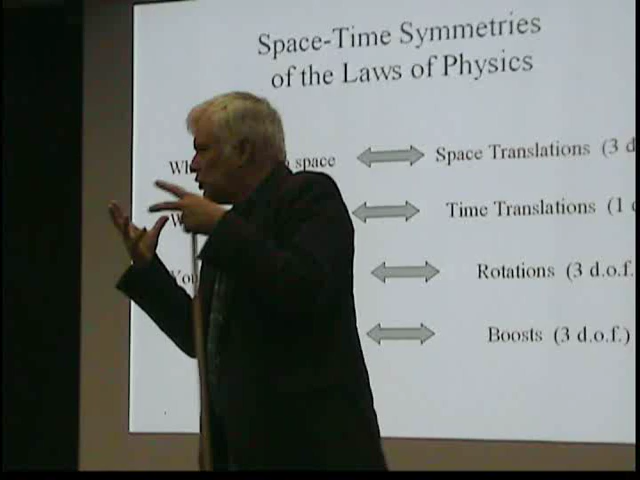 Space-Time Symmetries
of the Laws of Physics
space Space Translations (3 d
Time Translations (1
Rotations (3 d.o.f.
Boosts (3 d.o.f.)